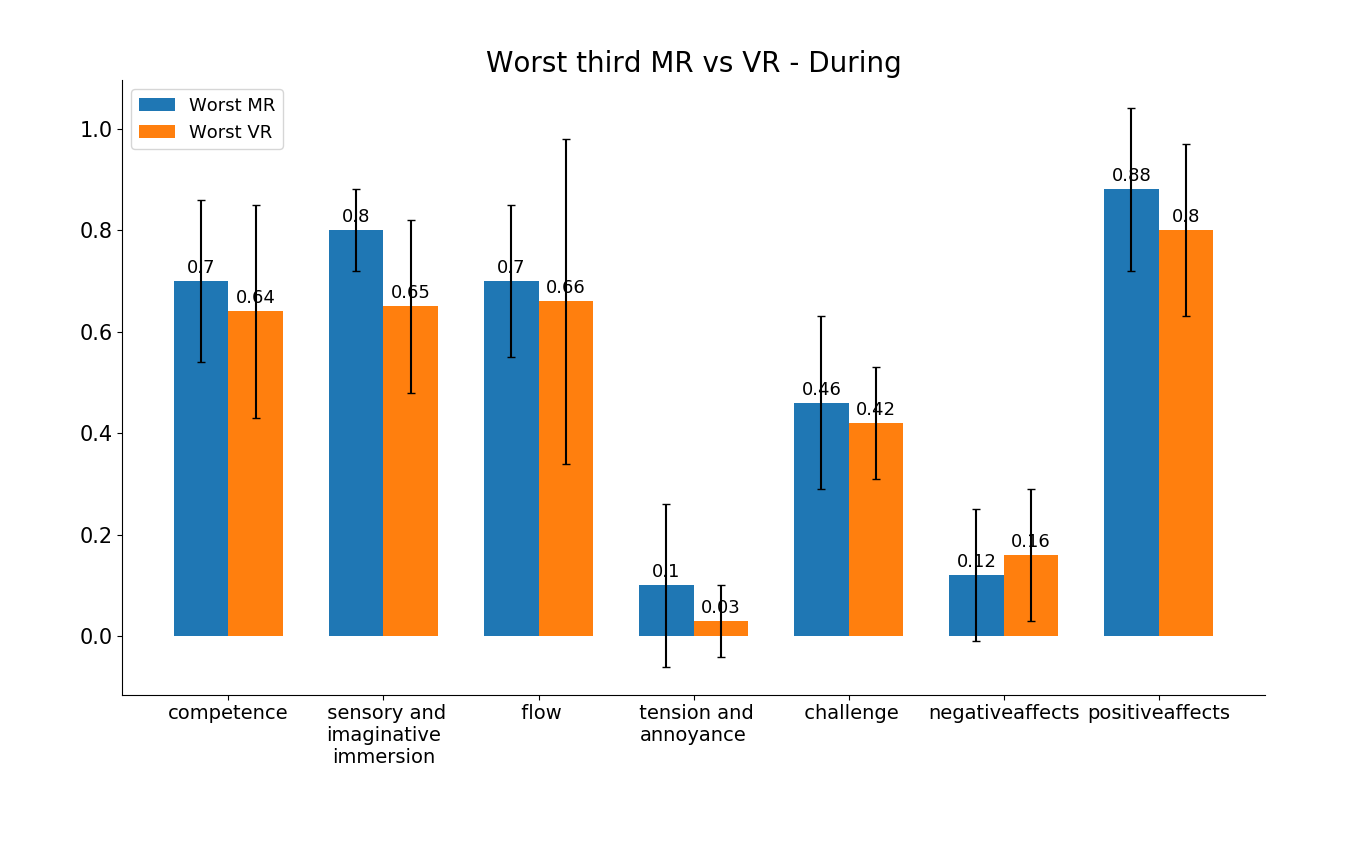 Worst third MR vs VR - During
Worst MR
Worst VR
1.0
0.8
0.6
0.4
0.2
0.0
0.7
0.64
0.8
0.65
0.7
0.66
0.1
0.03
0.46
0.42
0.12
0.16
0.88
0.8
competence
sensory and
imaginative
immersion
flow
tension and
annoyance
challenge
negativeaffects
positiveaffects